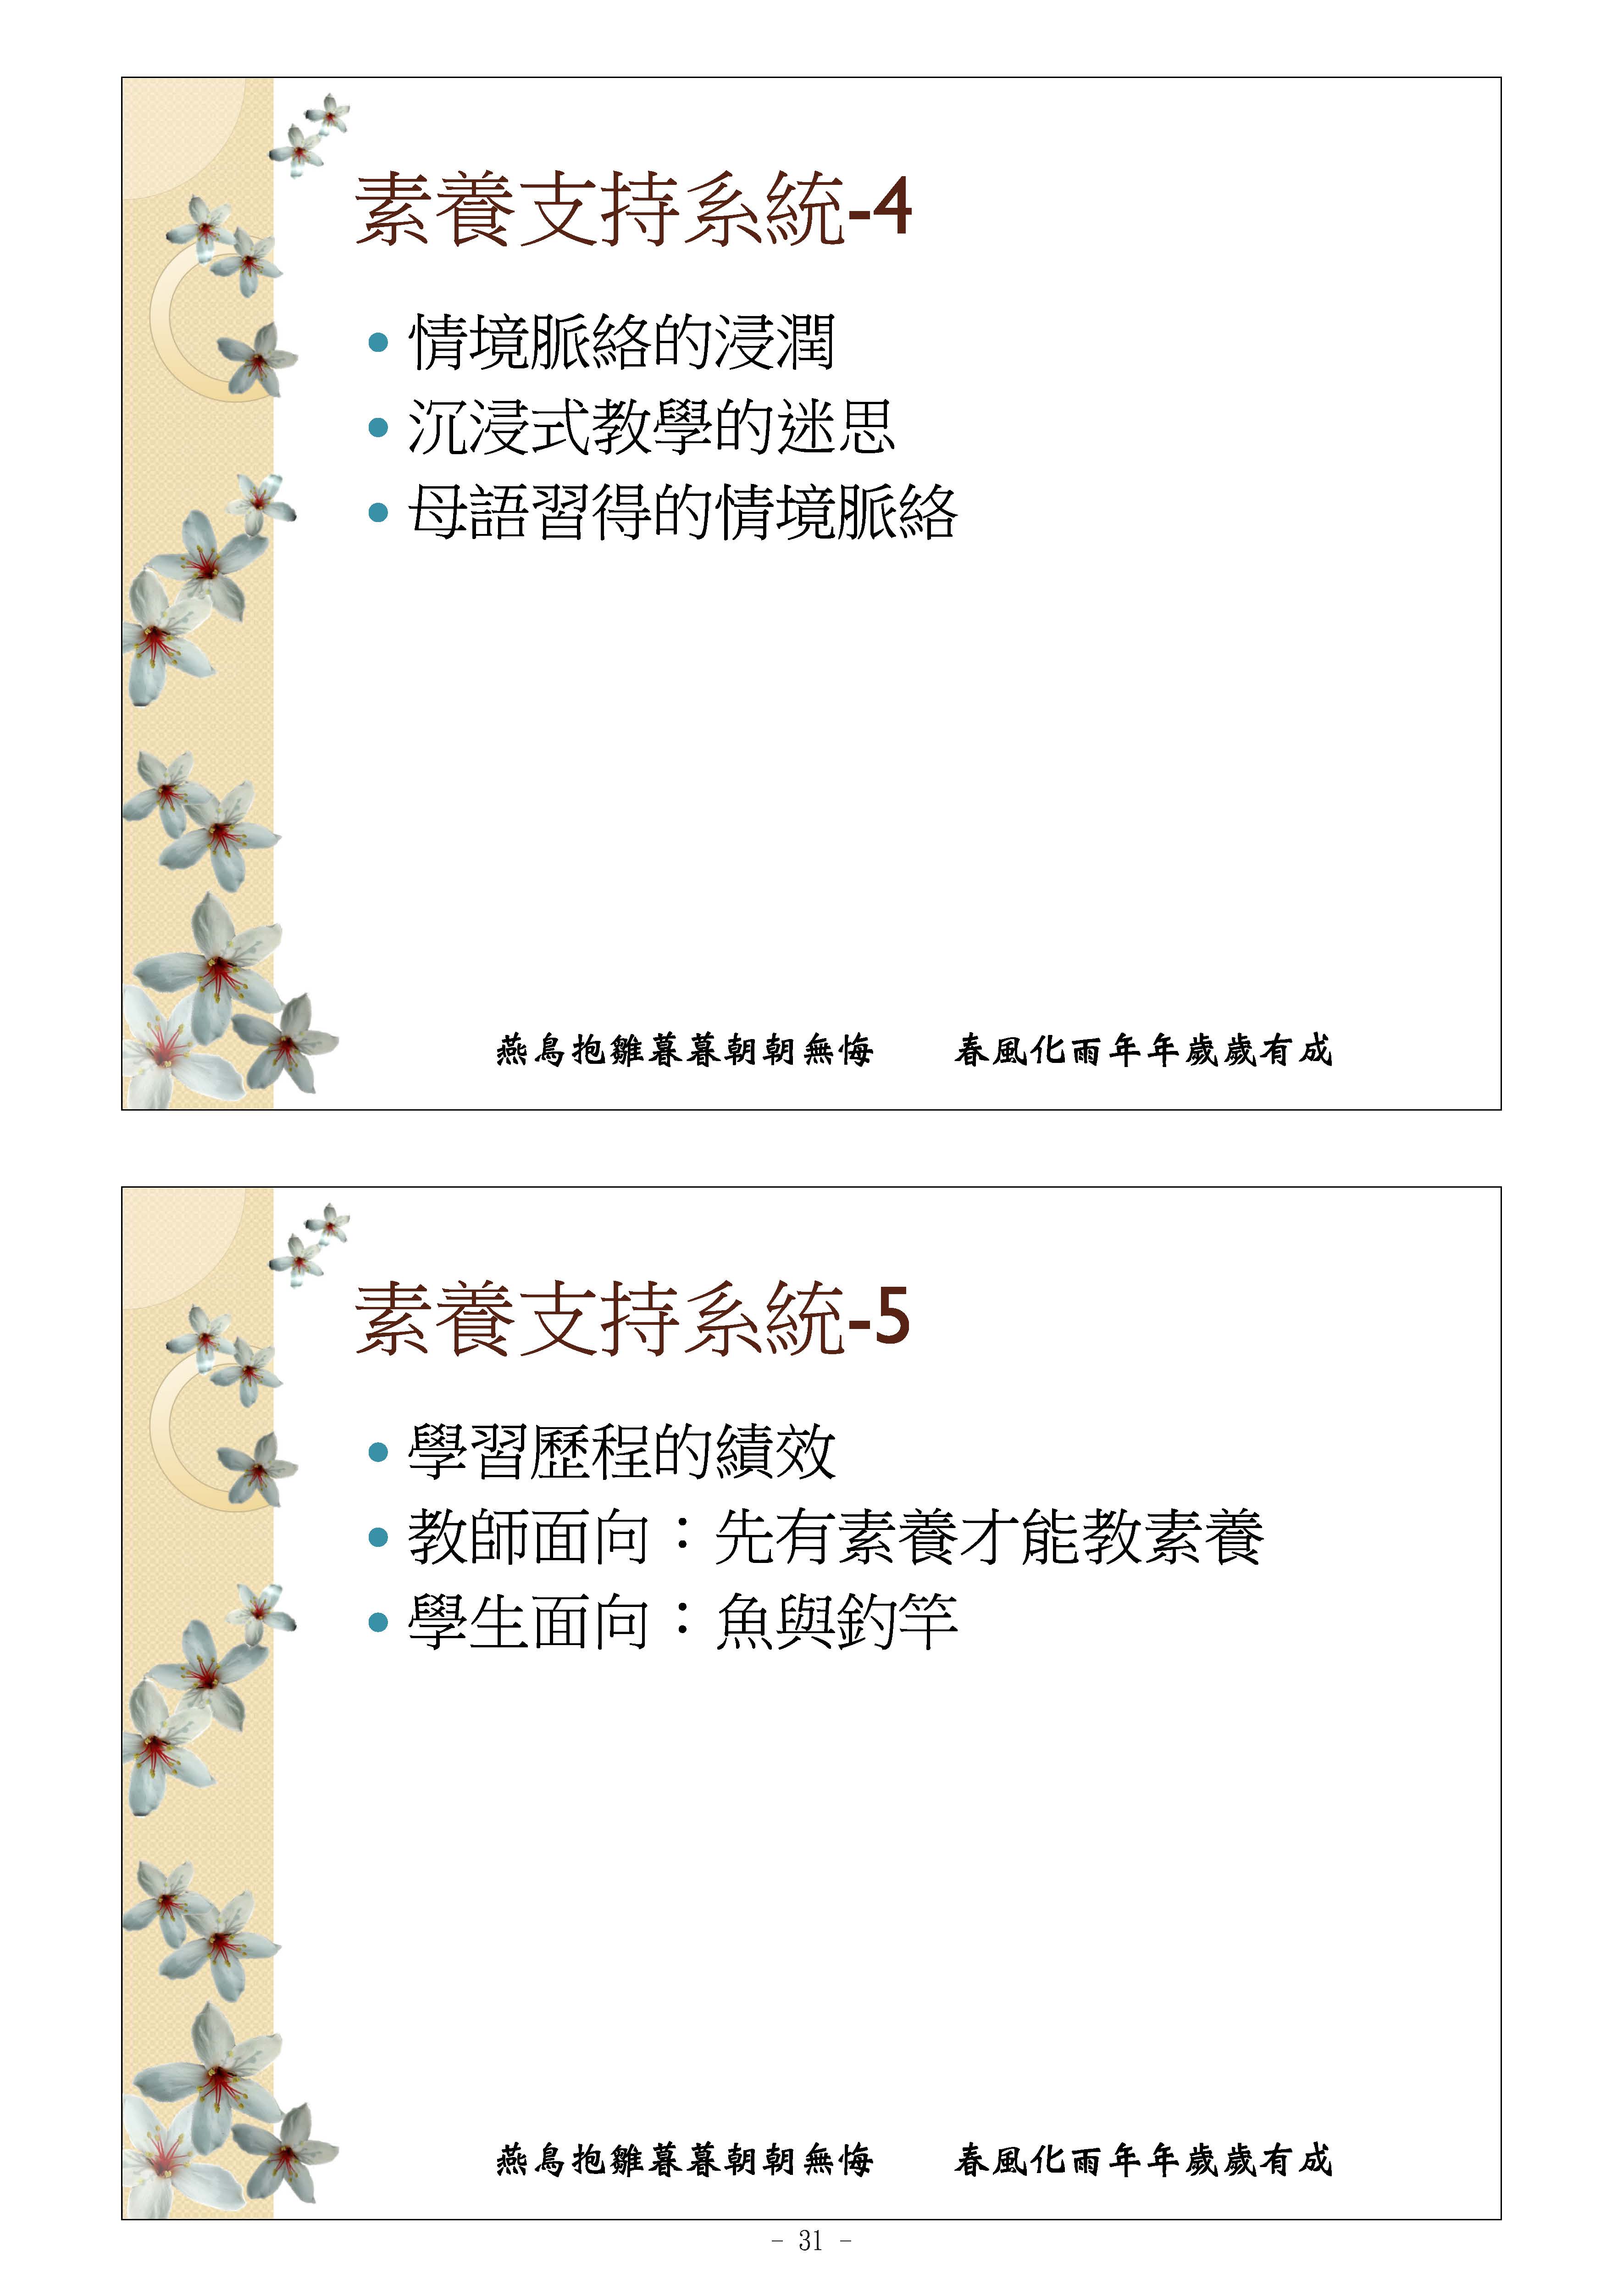 素養支持系統-4
• 情境脈絡的浸潤
• 沉浸式教學的迷思
• 母語習得的情境脈絡
燕鳥抱雛暮暮朝朝無悔 春風化雨年年歲歲有成
素養支持系統-5
• 學習歷程的績效
• 教師面向：先有素養才能教素養
• 學生面向：魚與釣竿
燕鳥抱雛暮暮朝朝無悔 春風化雨年年歲歲有成
- 31 -